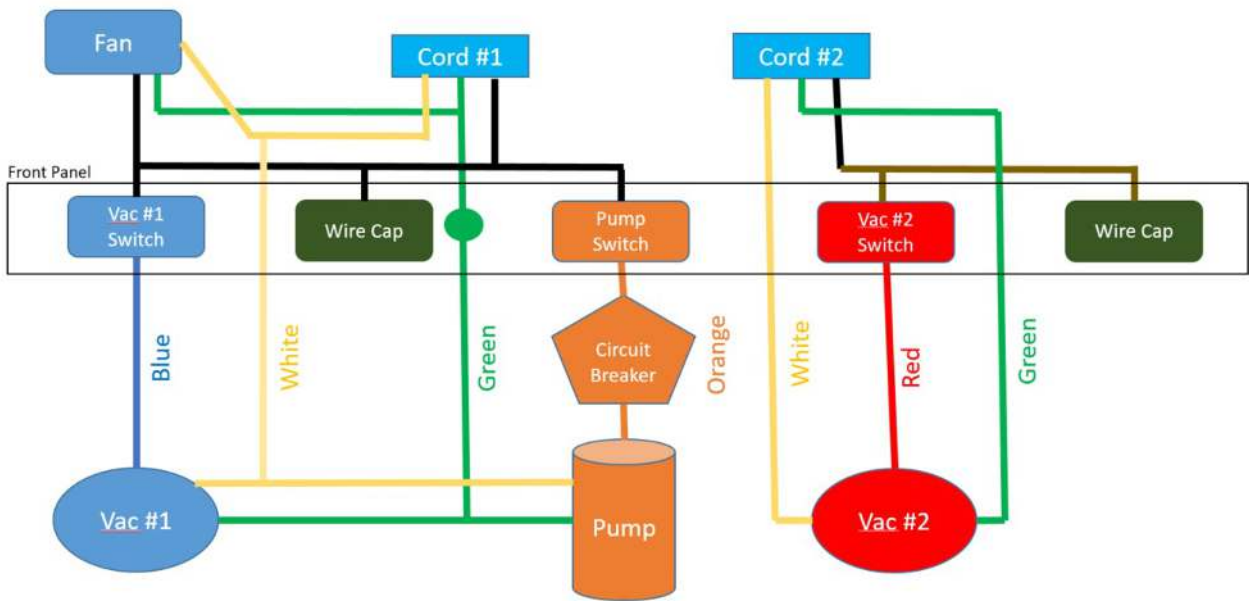 Fan
Cord #1
Cord #2
Front Panel
Vac #1
Switch
Wire Cap
Pump
Switch
Vac #2
Switch
Wire Cap
Blue
White
Green
Circuit
Breaker
Orange
White
Red
Green
Vac #1
Pump
Vac #2